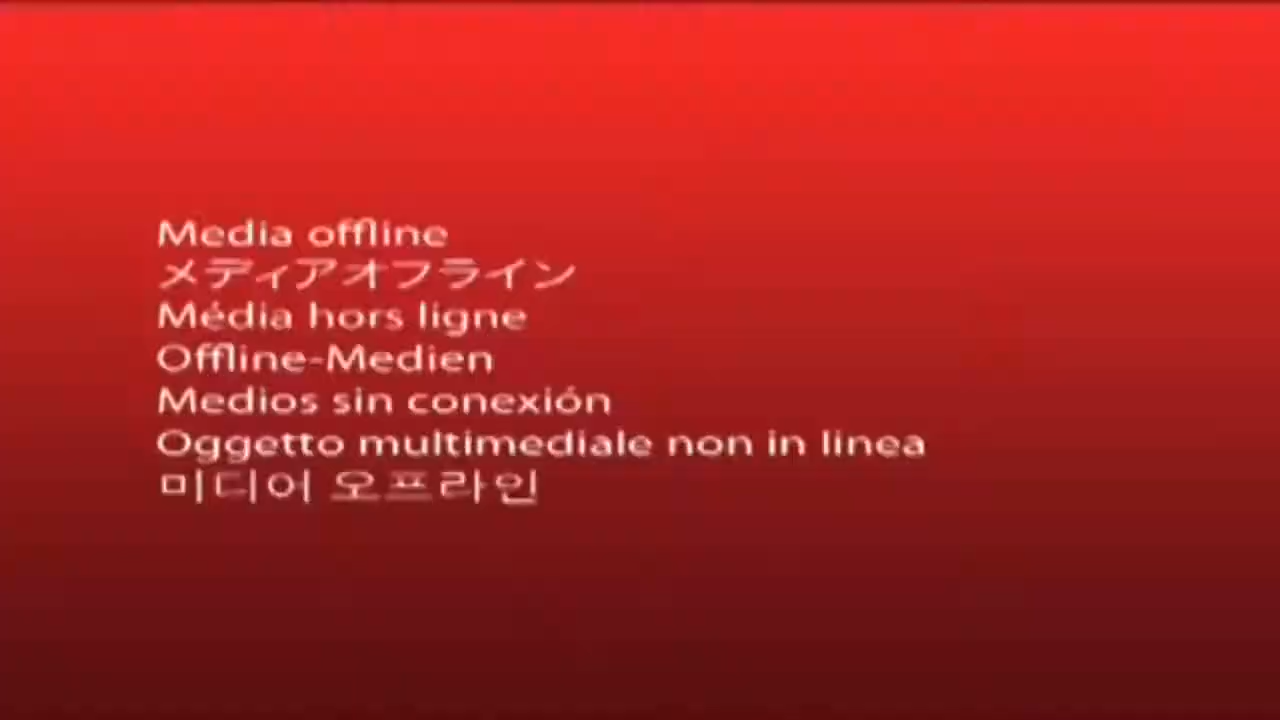 Media offline
メディアオフライン
Média hors ligne
Offline-Medien
Medios sin conexión
Oggetto multimediale non in linea
미디어 오프라인